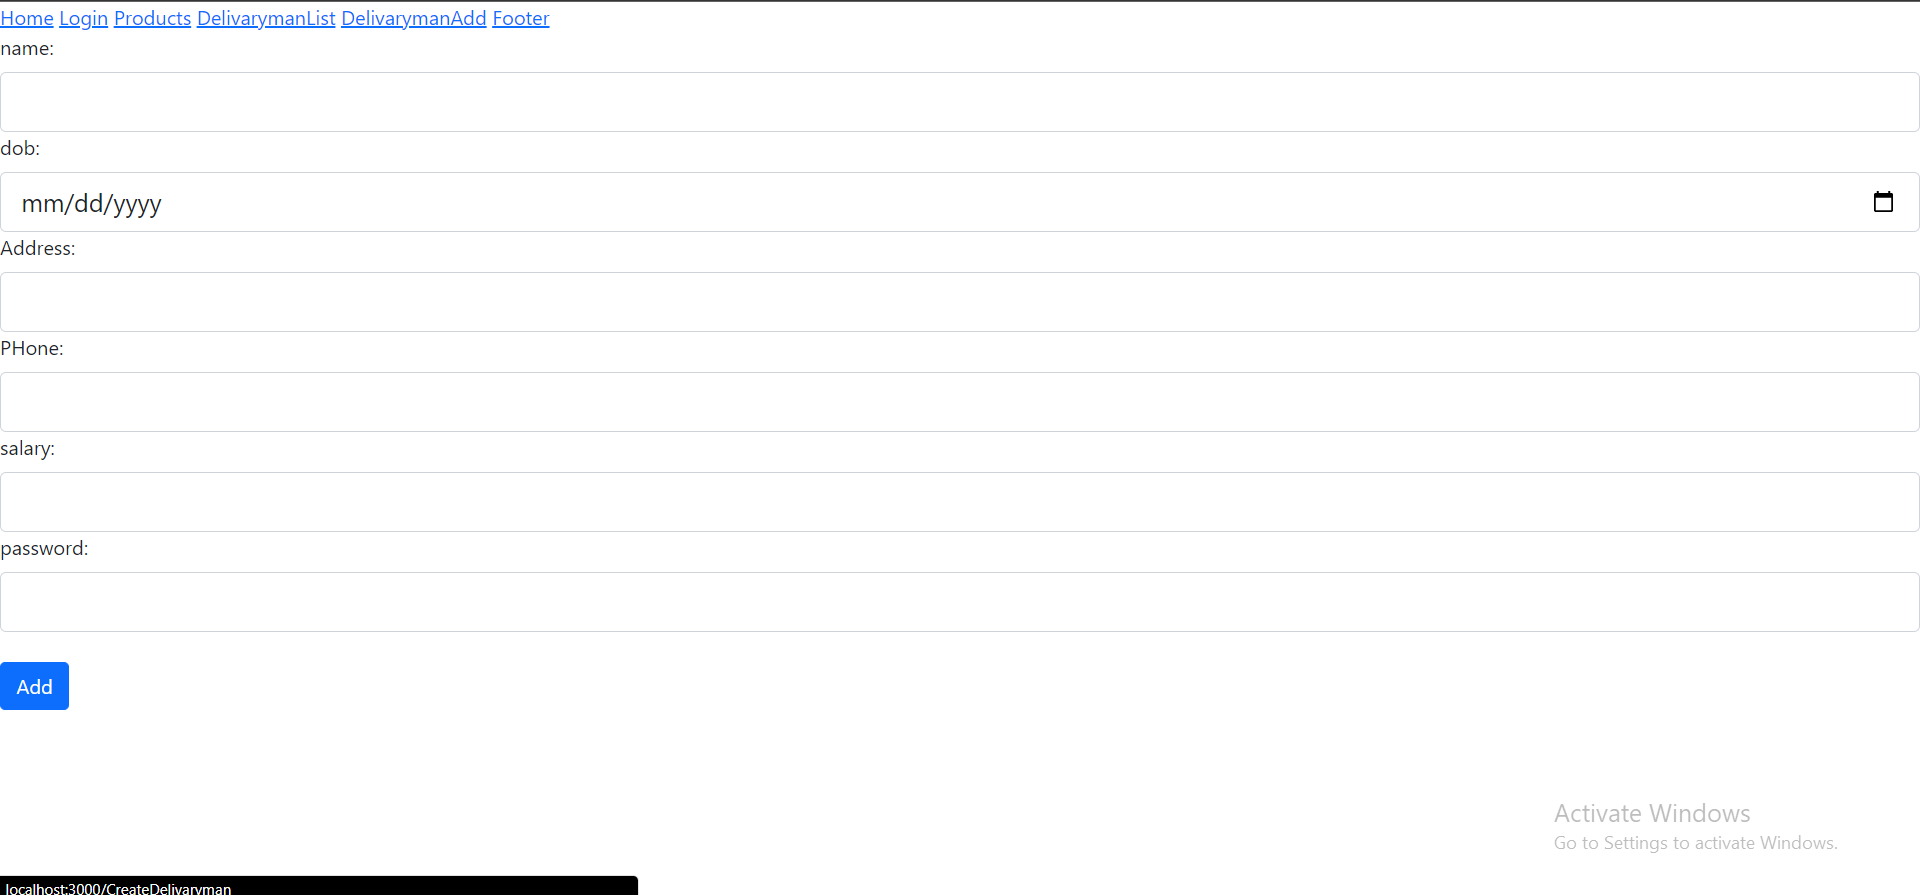 Home Login Products DelivarymanList DelivarymanAdd Footer
name:
dob:
mm/dd/yyyy
Address:
PHone:
salary:
password:
Add
Activate Windows
Go to Settings to activate Windows.
localhost:3000/CreateDelivaryman